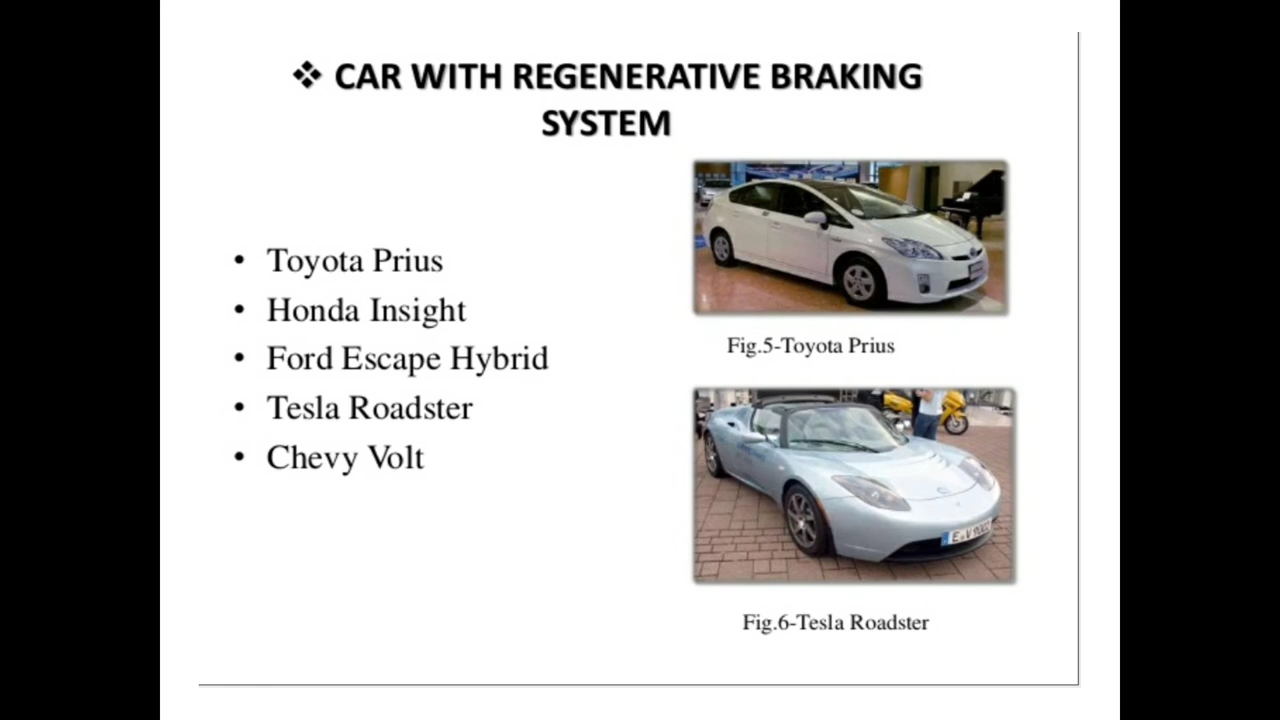 ❖ CAR WITH REGENERATIVE BRAKING
SYSTEM
• Toyota Prius
• Honda Insight
• Ford Escape Hybrid
• Tesla Roadster
• Chevy Volt
Fig.5-Toyota Prius
Fig.6-Tesla Roadster